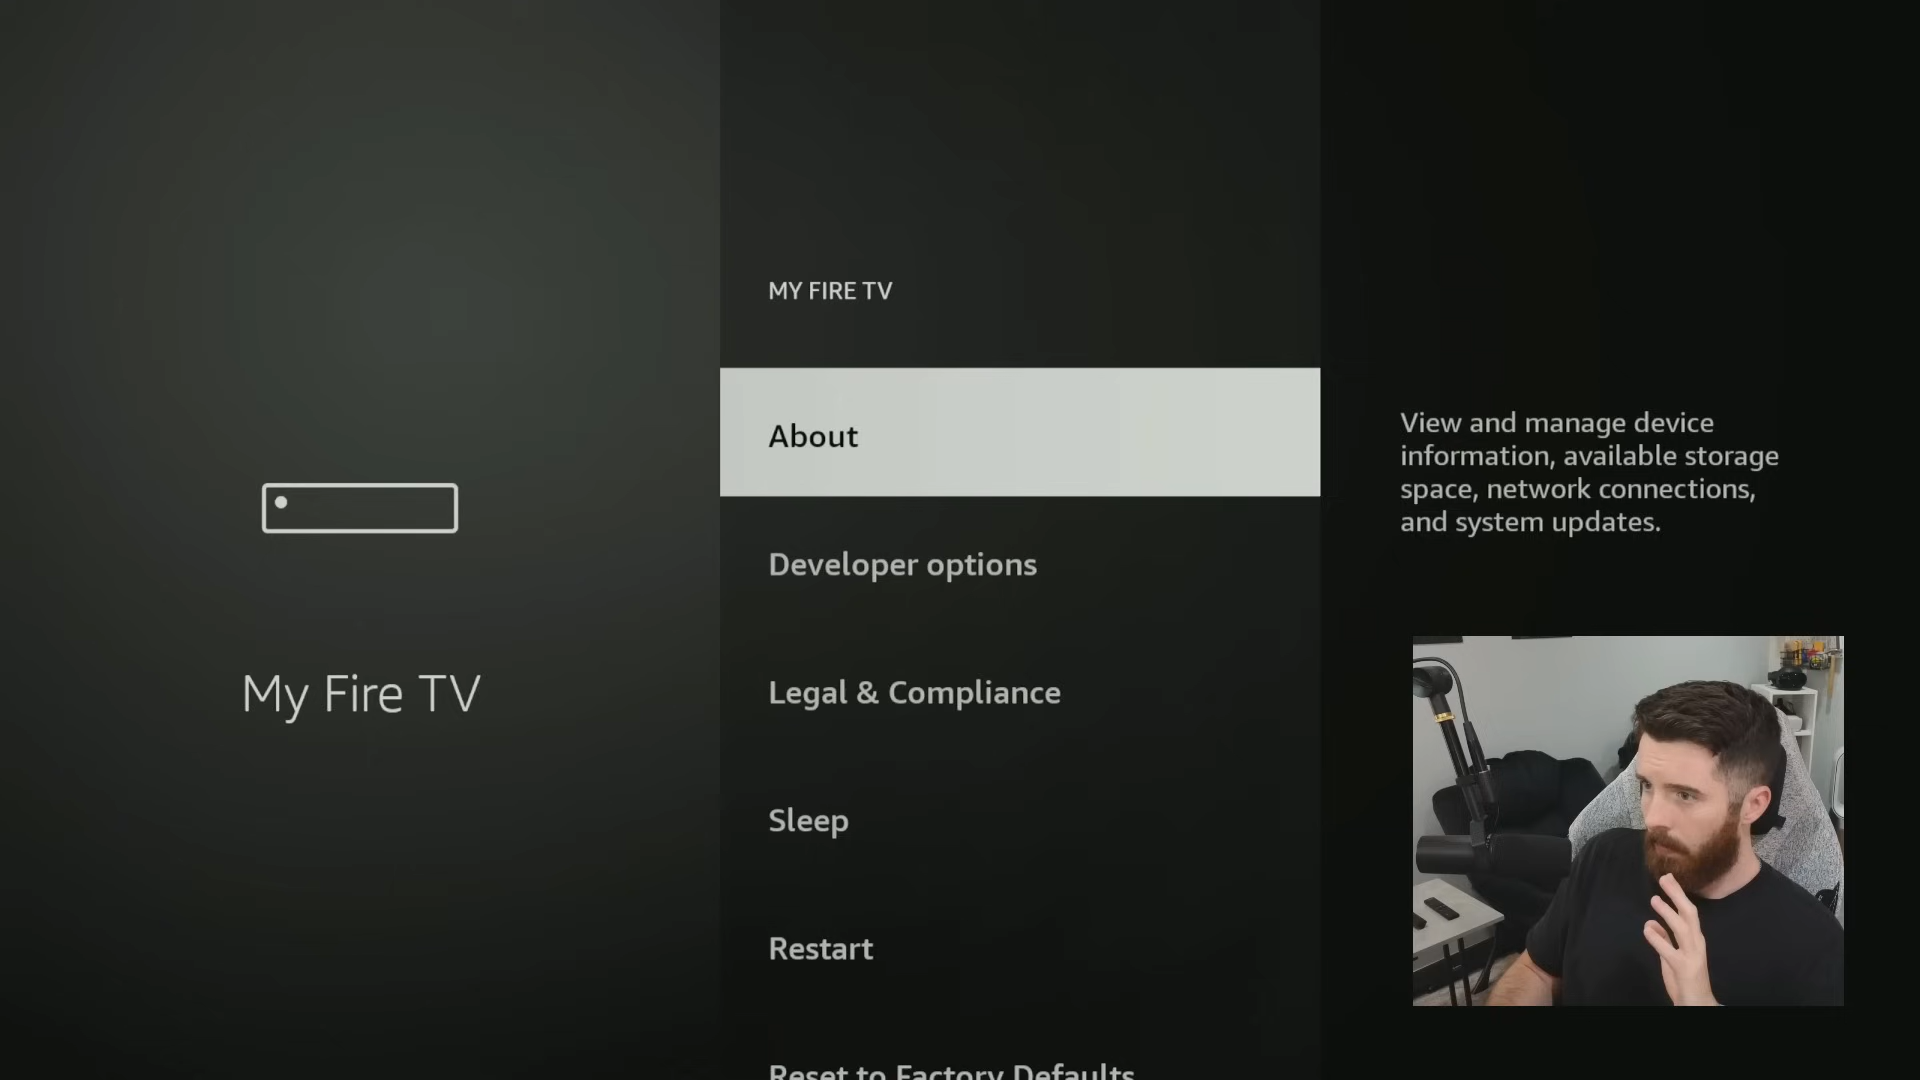 My Fire TV
MY FIRE TV
About
Developer options
Legal & Compliance
Sleep
Restart
Reset to Factory Defaults
View and manage device
information, available storage
space, network connections,
and system updates.